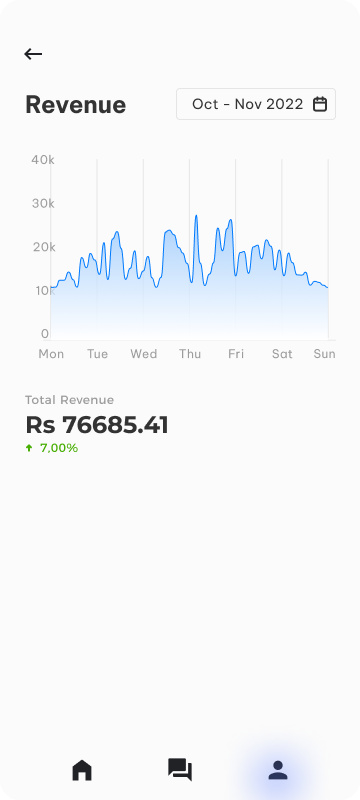 Revenue
Oct - Nov 2022
40k
30k
20k
10k
0
Mon Tue Wed Thu Fri Sat Sun
Total Revenue
Rs 76685.41
7,00%